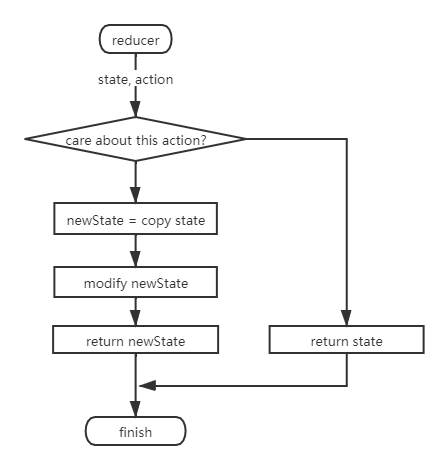 reducer
state, action
care about this action?
newState = copy state
modify newState
return newState
return state
finish